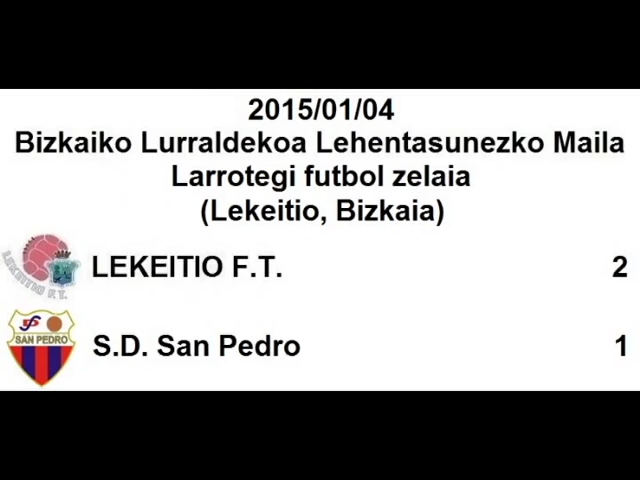 2015/01/04
Bizkaiko Lurraldekoa Lehentasunezko Maila
Larrotegi futbol zelaia
(Lekeitio, Bizkaia)
LEKEITIO F.T.
LEKEITIO F.T. 2
SAN PEDRO
S.D. San Pedro 1